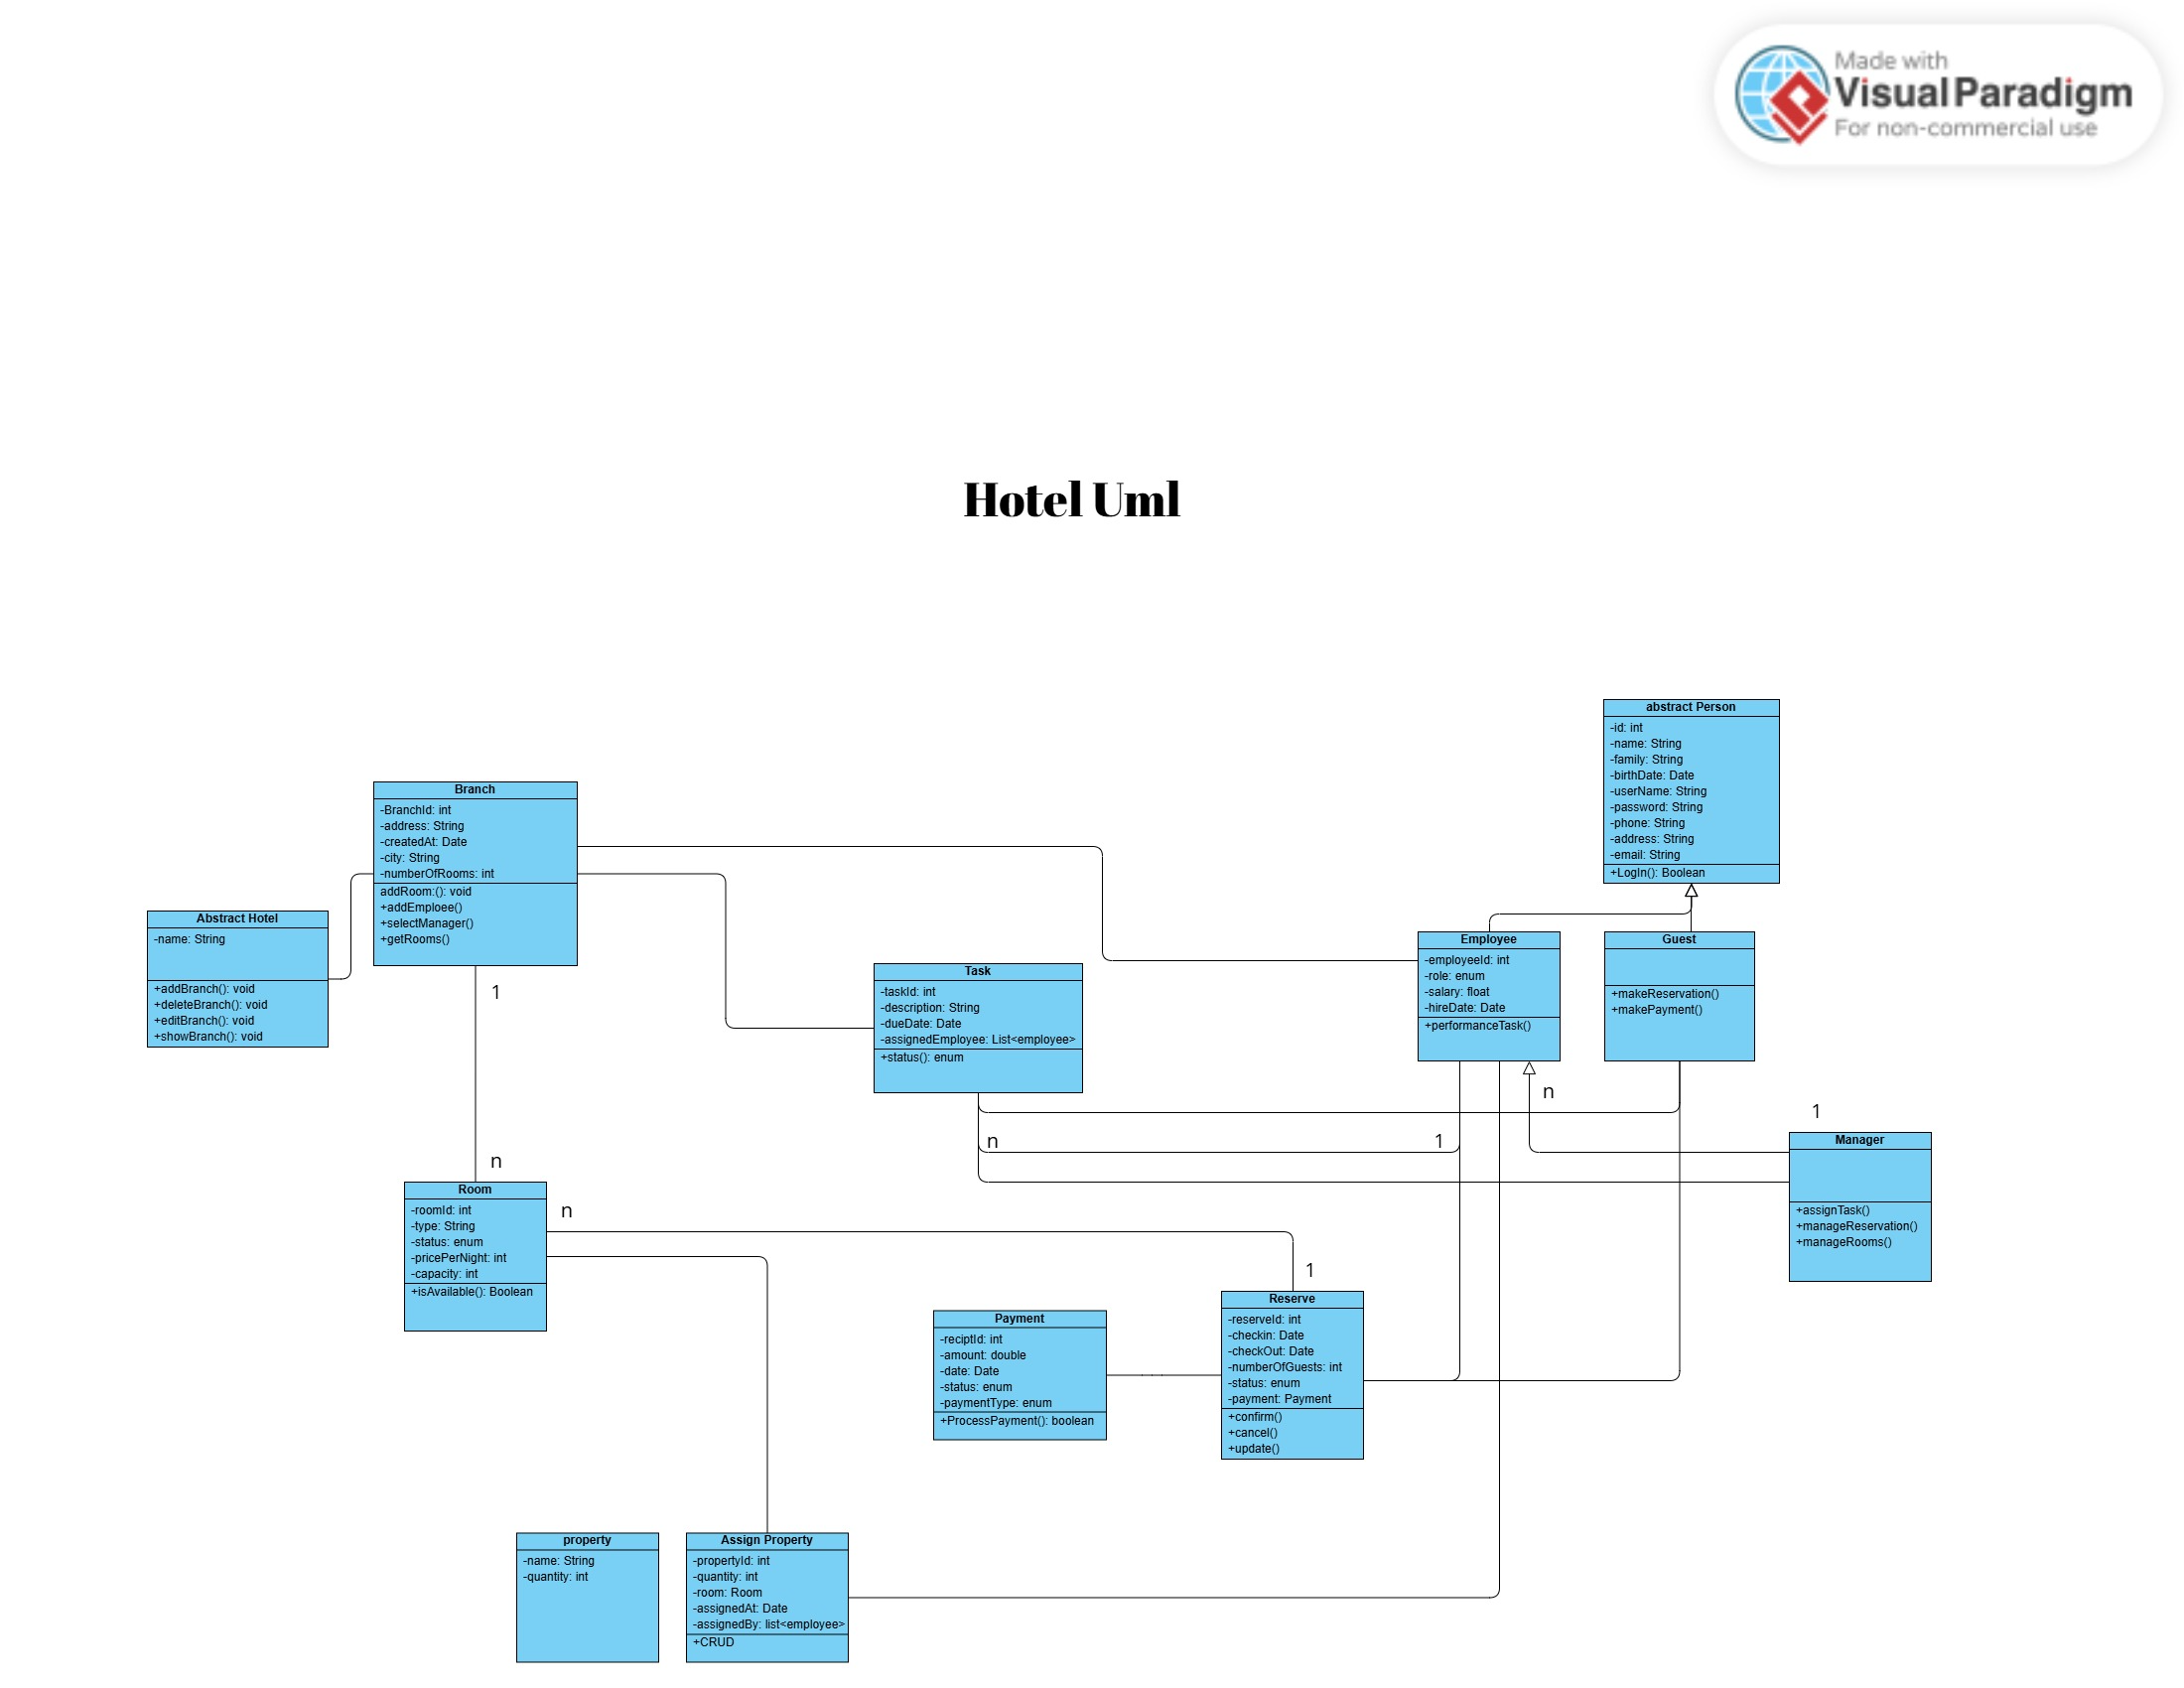 Made with
Visual Paradigm
For non-commercial use
Hotel Uml
abstract Person
-id: int
-name: String
-family: String
-birthDate: Date
-userName: String
-password: String
-phone: String
-address: String
-email: String
+LogIn(): Boolean
Branch
-BranchId: int
-address: String
-createdAt: Date
-city: String
-numberOfRooms: int
addRoom:(): void
+addEmploee()
+selectManager()
+getRooms()
Abstract Hotel
-name: String
+addBranch(): void
+deleteBranch(): void
+editBranch(): void
+showBranch(): void
Task
-taskId: int
-description: String
-dueDate: Date
-assignedEmployee: List<employee>
+status(): enum
Employee
-employeeId: int
-role: enum
-salary: float
-hireDate: Date
+performanceTask()
Guest
+makeReservation()
+makePayment()
1
n
1
n
1
Manager
+assignTask()
+manageReservation()
+manageRooms()
n
Room
-roomId: int
-type: String
-status: enum
-pricePerNight: int
-capacity: int
+isAvailable(): Boolean
n
1
Reserve
-reserveId: int
-checkin: Date
-checkOut: Date
-numberOfGuests: int
-status: enum
-payment: Payment
+confirm()
+cancel()
+update()
Payment
-reciptId: int
-amount: double
-date: Date
-status: enum
-paymentType: enum
+ProcessPayment(): boolean
property
-name: String
-quantity: int
Assign Property
-propertyId: int
-quantity: int
-room: Room
-assignedAt: Date
-assignedBy: list<employee>
+CRUD